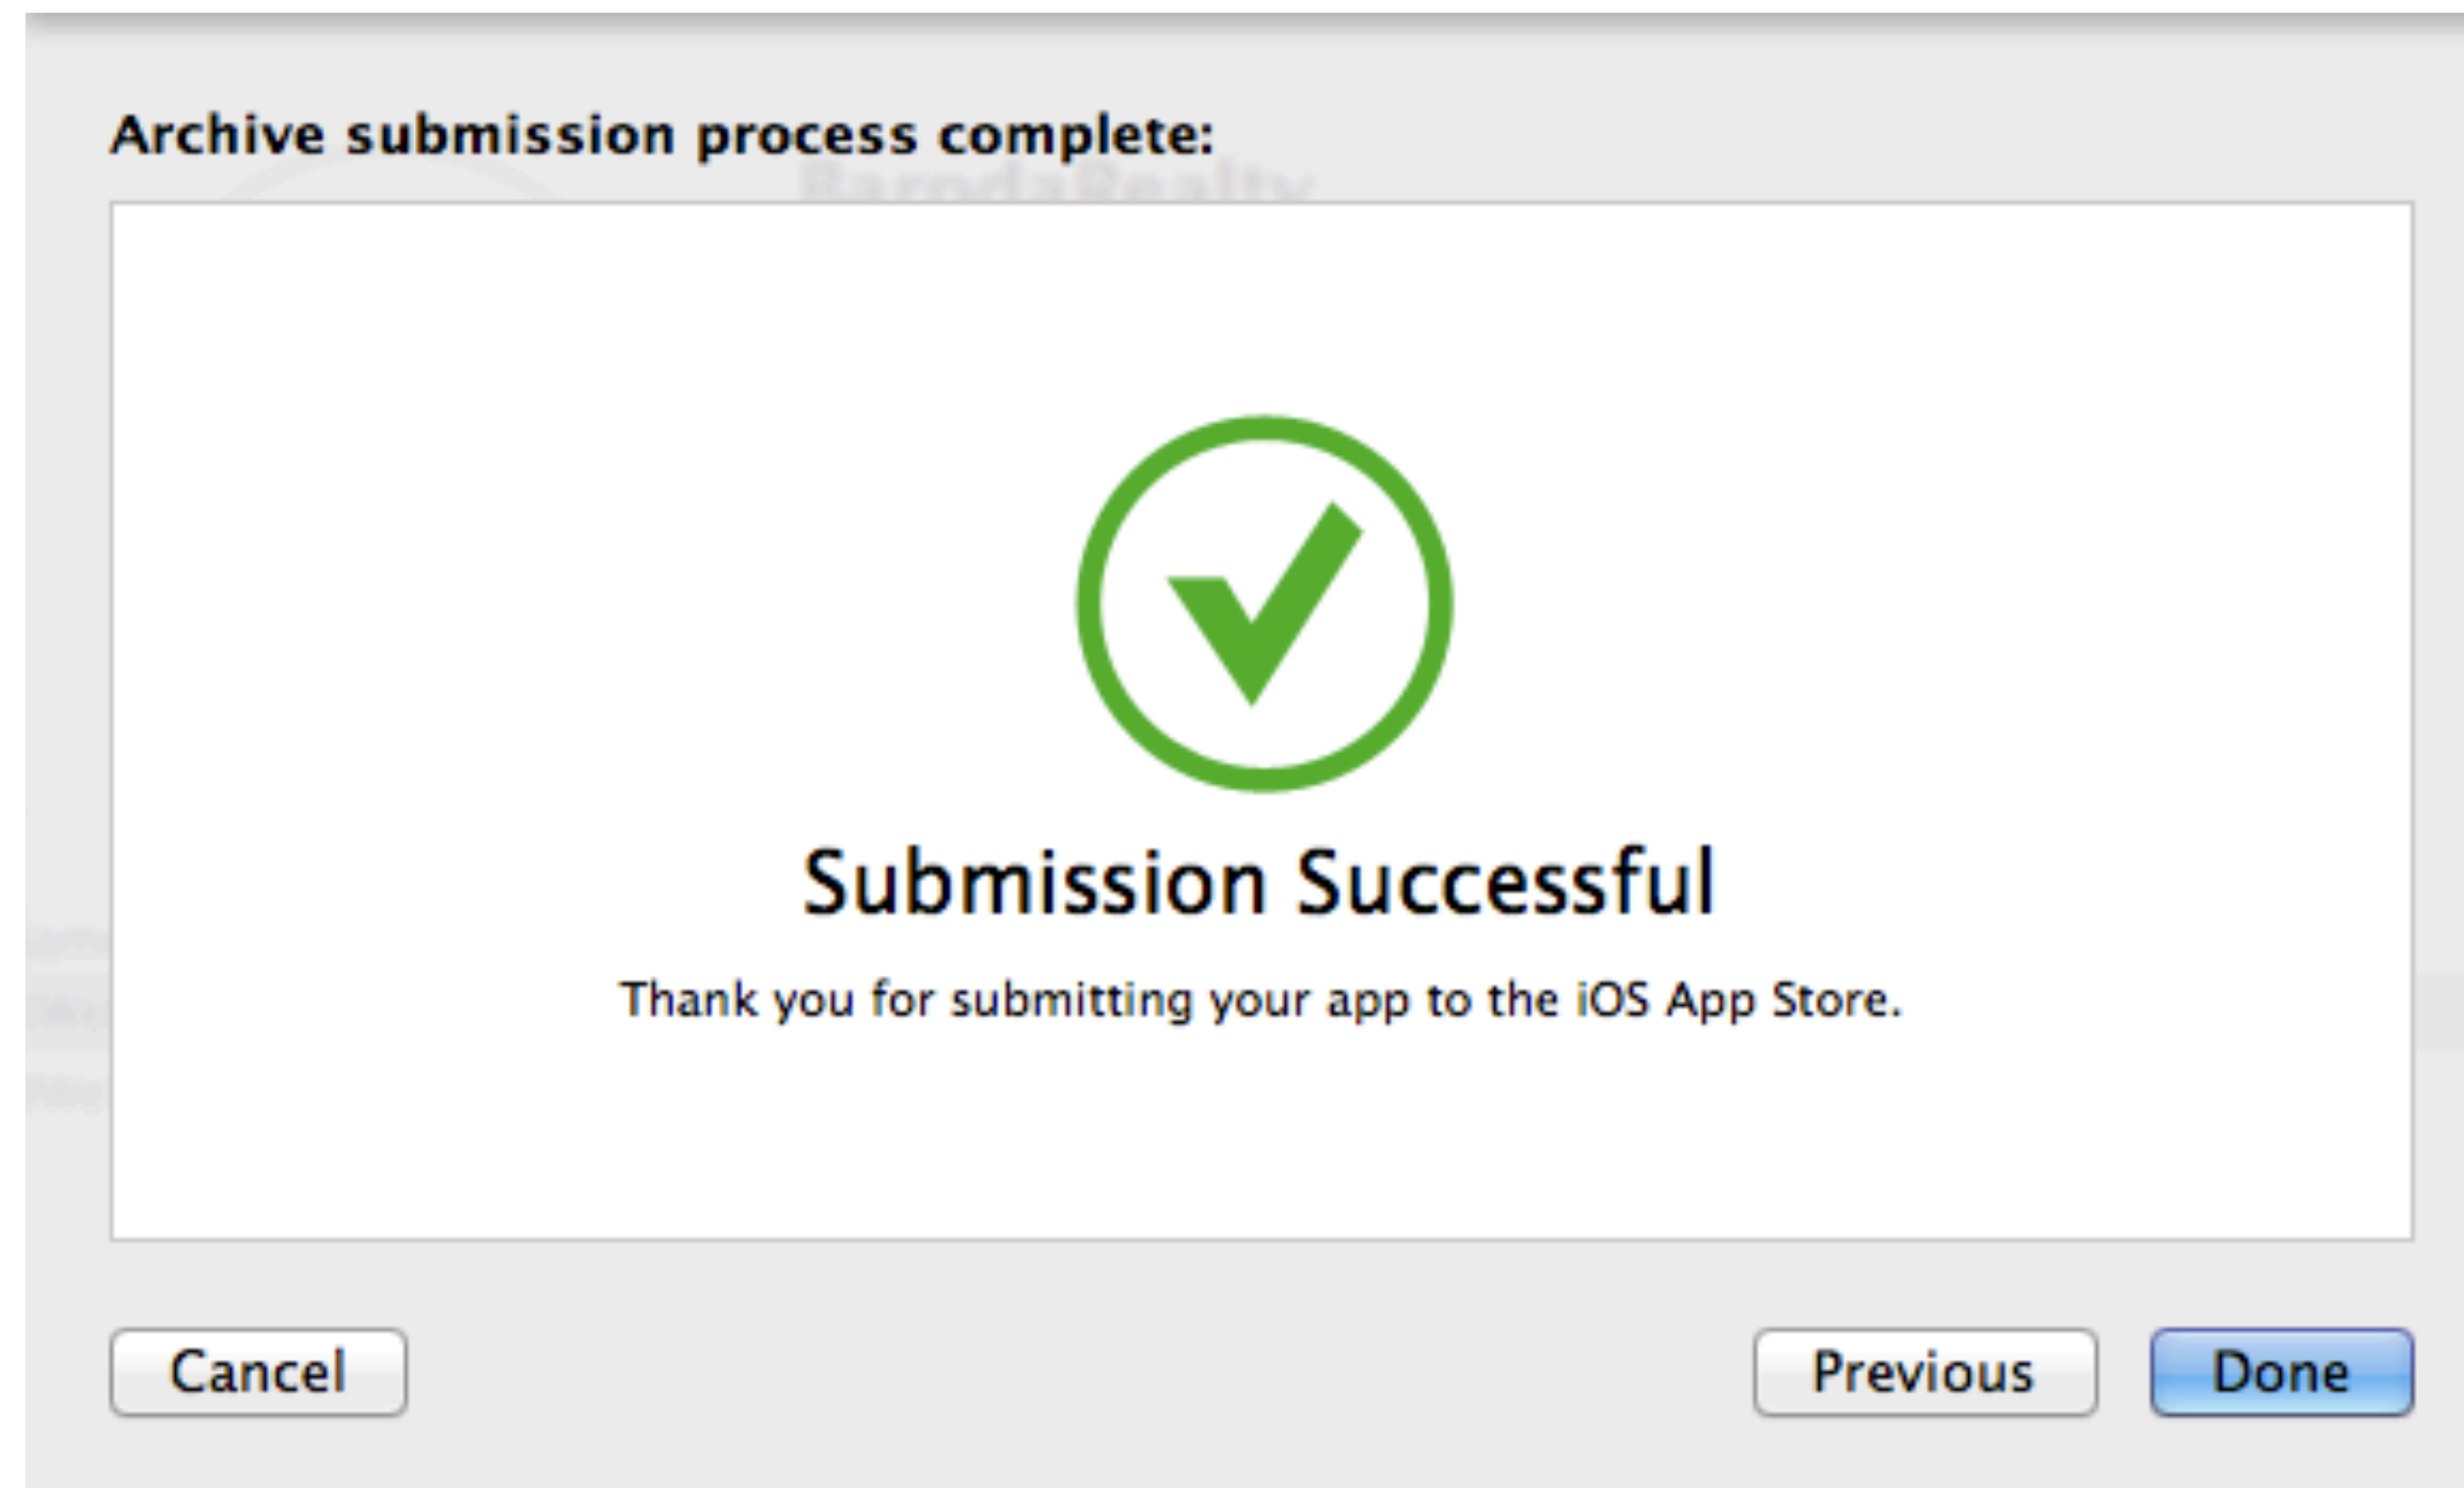 Archive submission process complete:
BarodaRealty
Submission Successful
Thank you for submitting your app to the iOS App Store.
Cancel
Previous
Done